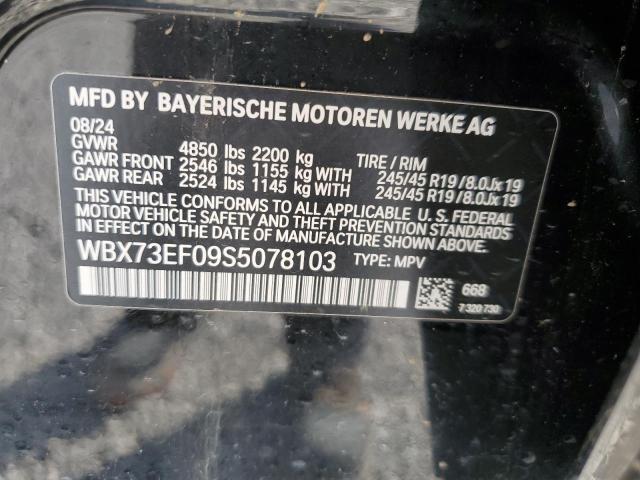 MFD BY BAYERISCHE MOTOREN WERKE AG
08/24
GVWR 4850 lbs 2200 kg TIRE / RIM
GAWR FRONT 2546 lbs 1155 kg WITH 245/45 R19/8.0Jx19
GAWR REAR 2524 lbs 1145 kg WITH 245/45 R19/8.0Jx19
THIS VEHICLE CONFORMS TO ALL APPLICABLE U. S. FEDERAL
MOTOR VEHICLE SAFETY AND THEFT PREVENTION STANDARDS
IN EFFECT ON THE DATE OF MANUFACTURE SHOWN ABOVE.
WBX73EF09S5078103 TYPE: MPV
668
7 320 730